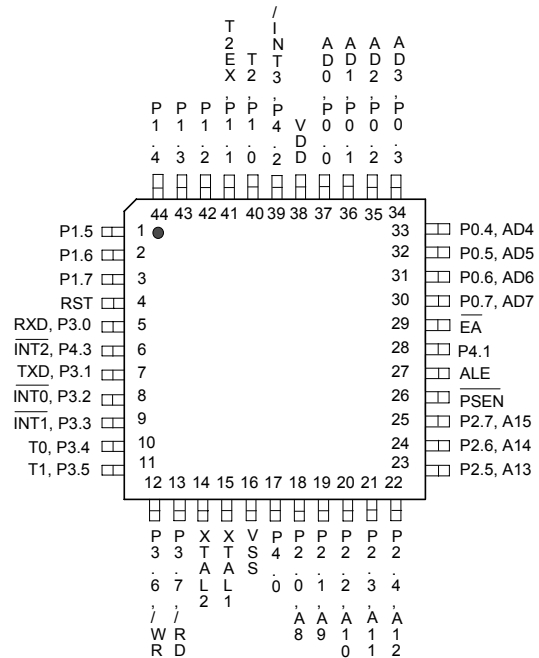 P1.4
P1.3
P1.2
T2EX,P1.1
T2,P1.0
/INT3,P4.2
VDD
AD0,P0.0
AD1,P0.1
AD2,P0.2
AD3,P0.3
44 43 42 41 40 39 38 37 36 35 34
P1.5 1
P1.6 2
P1.7 3
RST 4
RXD, P3.0 5
INT2, P4.3 6
TXD, P3.1 7
INT0, P3.2 8
INT1, P3.3 9
T0, P3.4 10
T1, P3.5 11
33 P0.4, AD4
32 P0.5, AD5
31 P0.6, AD6
30 P0.7, AD7
29 EA
28 P4.1
27 ALE
26 PSEN
25 P2.7, A15
24 P2.6, A14
23 P2.5, A13
12 13 14 15 16 17 18 19 20 21 22
P3.6,/WR
P3.7,/RD
XTAL2
XTAL1
VSS
P4.0
P2.0,A8
P2.1,A9
P2.2,A10
P2.3,A11
P2.4,A12